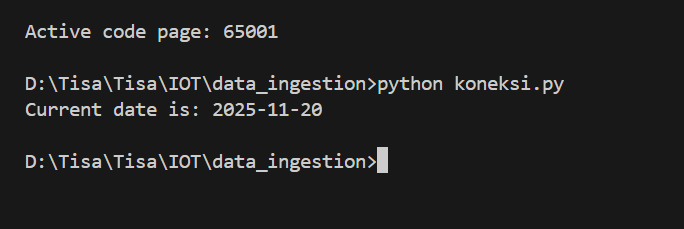 Active code page: 65001
D:\Tisa\Tisa\IOT\data_ingestion>python koneksi.py
Current date is: 2025-11-20
D:\Tisa\Tisa\IOT\data_ingestion>